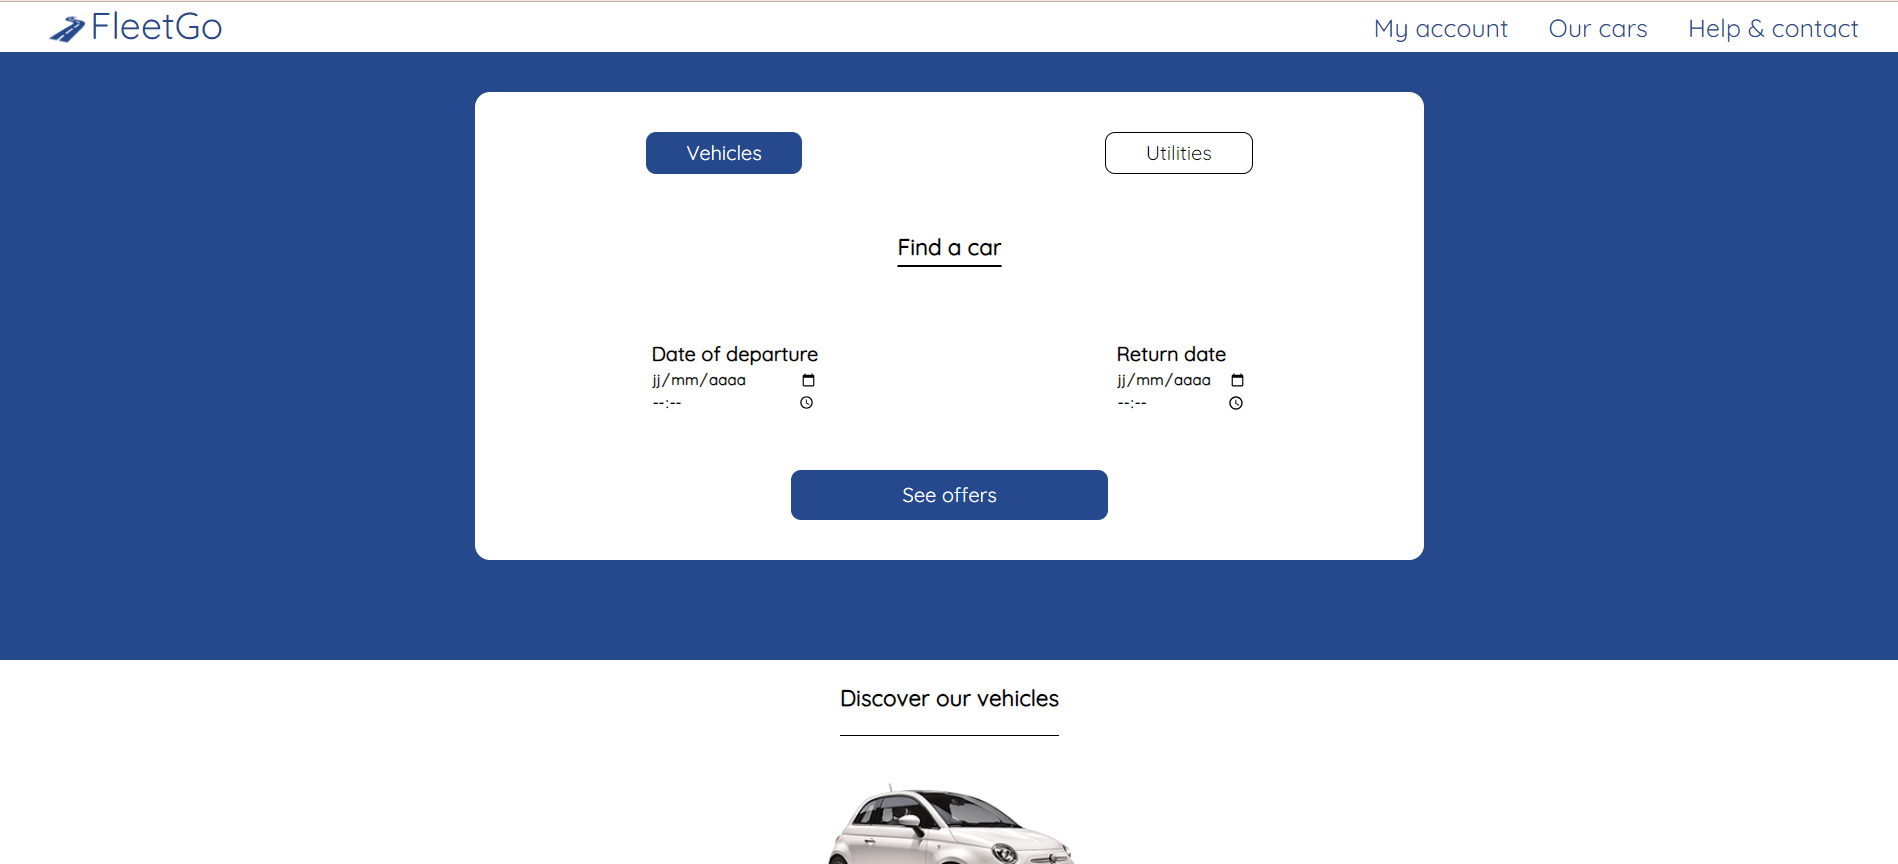 FleetGo
My account
Our cars
Help & contact
Vehicles
Utilities
Find a car
Date of departure
jj/mm/aaaa
--:--
Return date
jj/mm/aaaa
--:--
See offers
Discover our vehicles